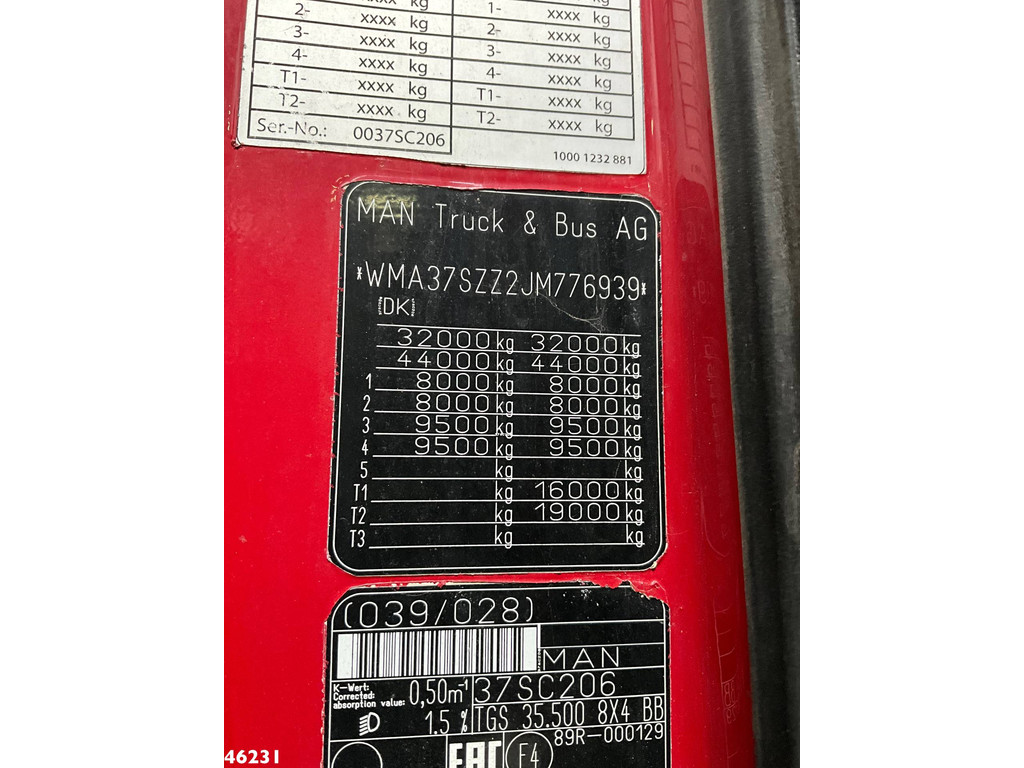 xxxx kg 1- xxxx kg
2- xxxx kg 2- xxxx kg
3- xxxx kg 3- xxxx kg
4- xxxx kg 4- xxxx kg
T1- xxxx kg T1- xxxx kg
T2- xxxx kg T2- xxxx kg
Ser.-No.: 0037SC206
1000 1232 881
MAN Truck & Bus AG
*WMA37SZZ2JM776939*
DK
32000 kg 32000 kg
44000 kg 44000 kg
1 8000 kg 8000 kg
2 8000 kg 8000 kg
3 9500 kg 9500 kg
4 9500 kg 9500 kg
5 kg kg
T1 kg 16000 kg
T2 kg 19000 kg
T3 kg kg
(039/028)
MAN
K-Wert:
Corrected
absorption value: 0,50m⁻¹ 37SC206
1.5 % TGS 35.500 8X4 BB
89R-000129
EAC E4
46231